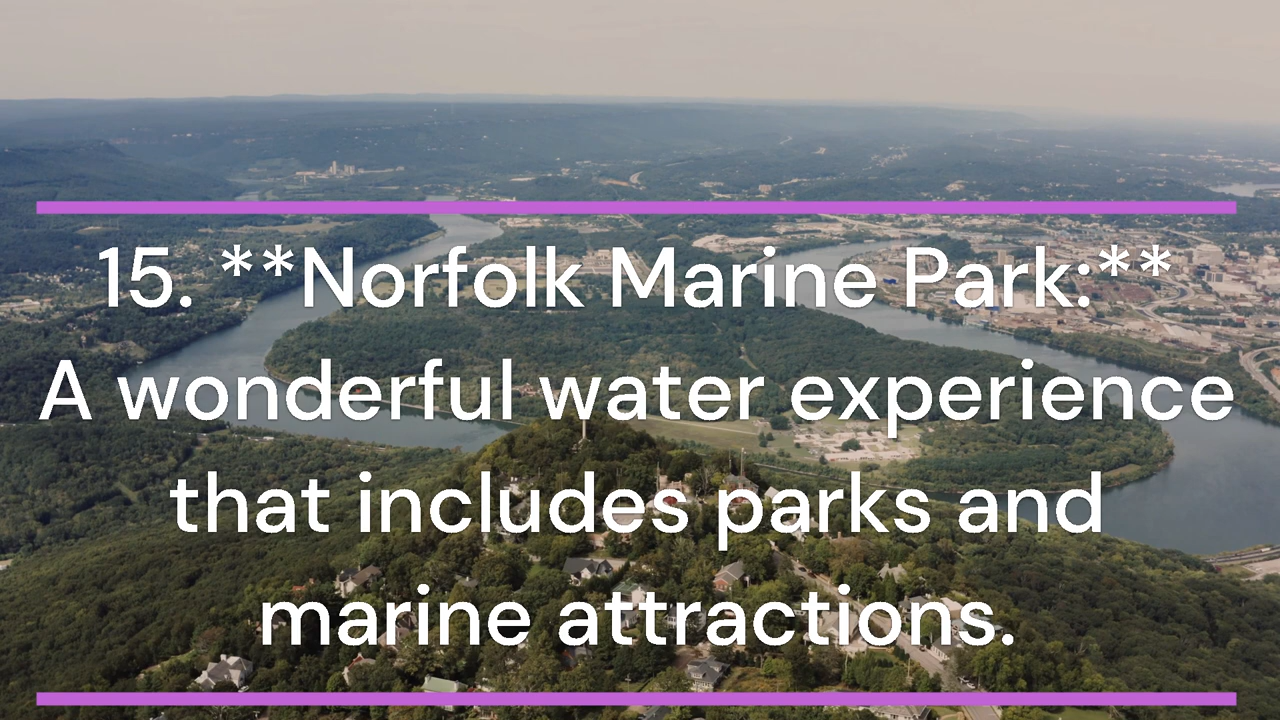 15. **Norfolk Marine Park:**
A wonderful water experience
that includes parks and
marine attractions.